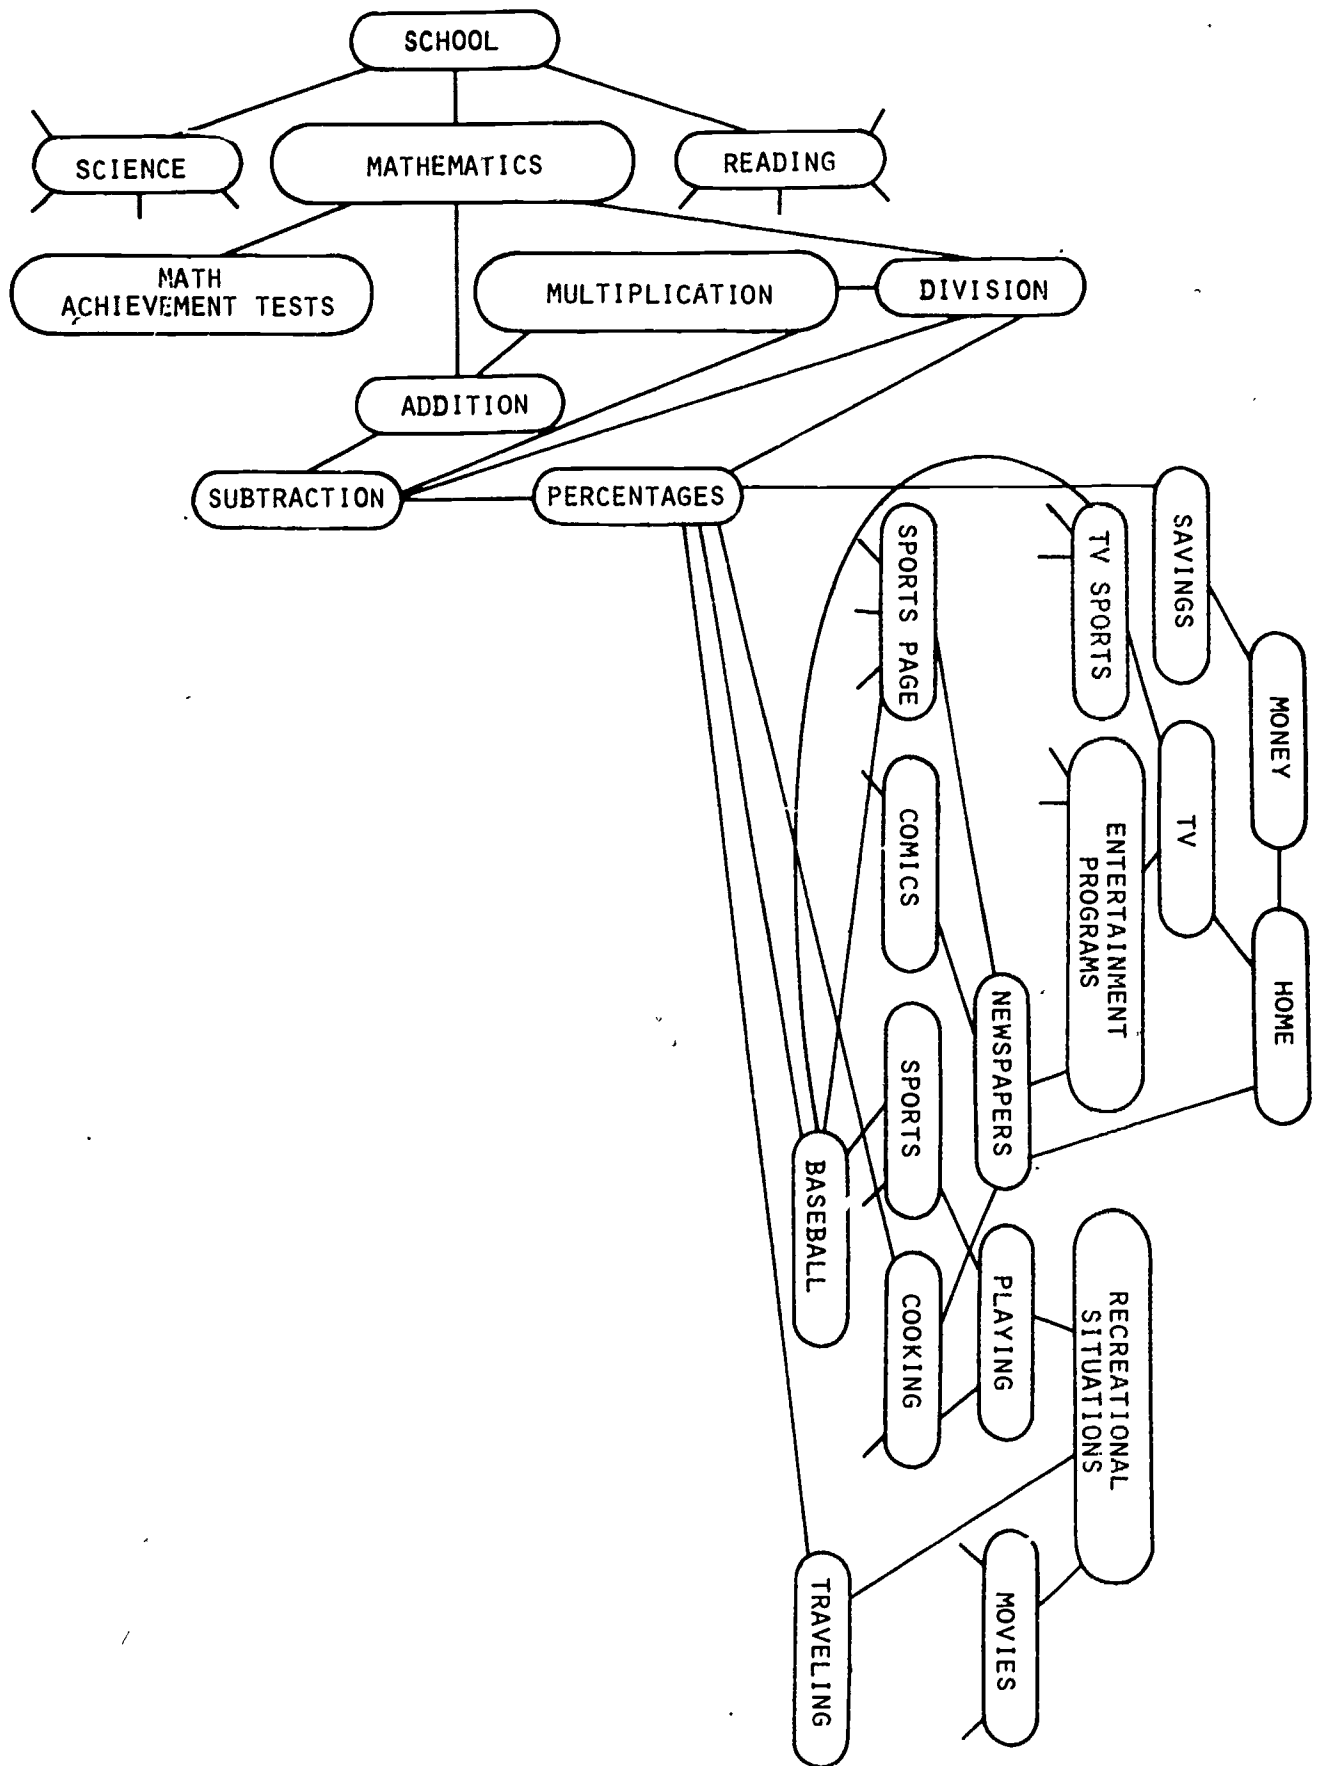 SCHOOL
SCIENCE
MATHEMATICS
READING
MATH
ACHIEVEMENT TESTS
MULTIPLICATION
DIVISION
ADDITION
SUBTRACTION
PERCENTAGES
SAVINGS
TV SPORTS
SPORTS PAGE
MONEY
TV
ENTERTAINMENT
PROGRAMS
COMICS
HOME
NEWSPAPERS
SPORTS
BASEBALL
RECREATIONAL
SITUATIONS
PLAYING
COOKING
MOVIES
TRAVELING